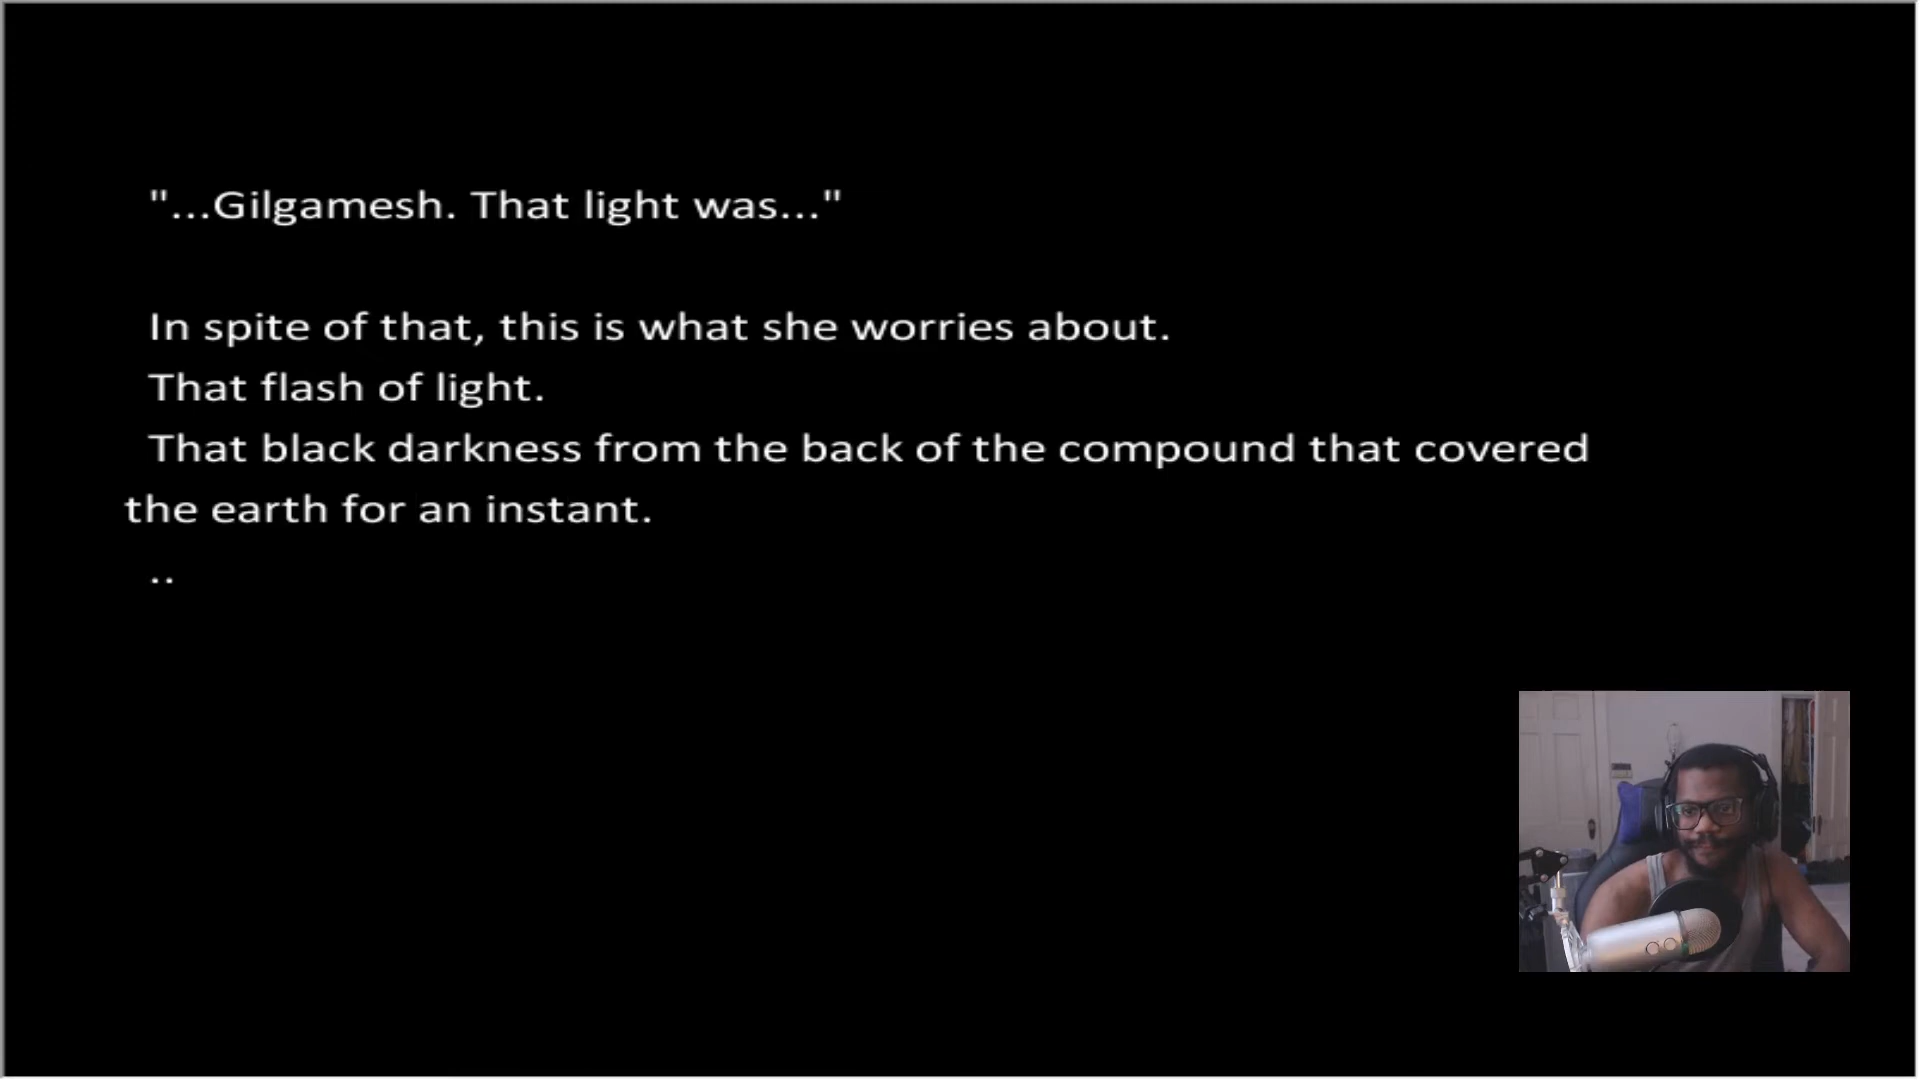 "...Gilgamesh. That light was..."
In spite of that, this is what she worries about.
That flash of light.
That black darkness from the back of the compound that covered
the earth for an instant.
..